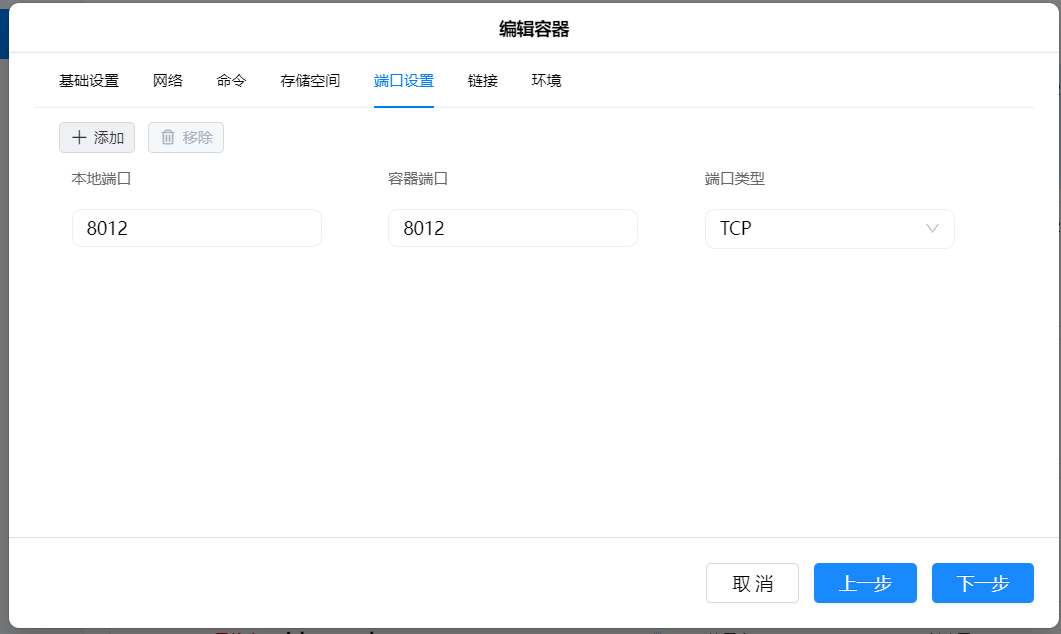 编辑容器
基础设置 网络 命令 存储空间 端口设置 链接 环境
添加 移除
本地端口 容器端口 端口类型
8012 8012 TCP
取消 上一步 下一步